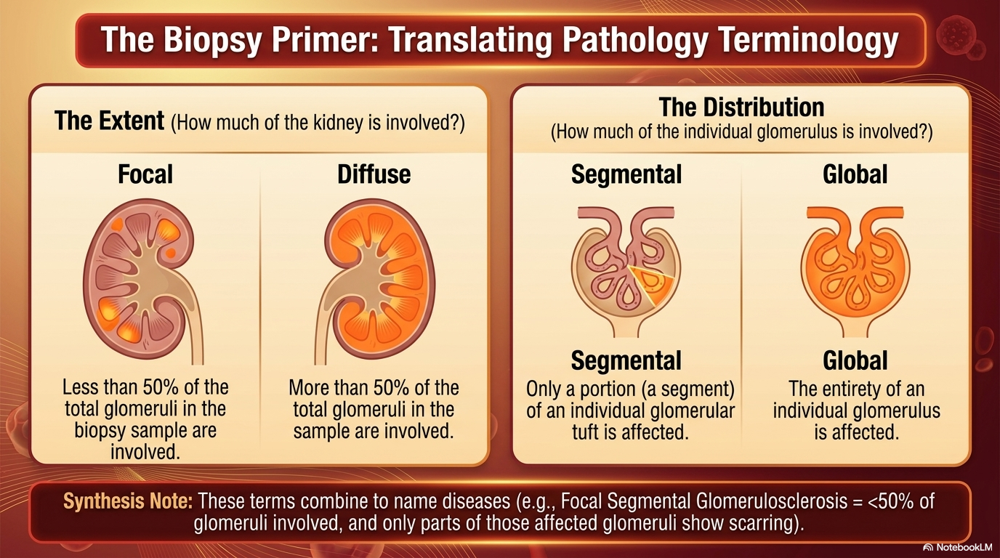 The Biopsy Primer: Translating Pathology Terminology
The Extent (How much of the kidney is involved?)
Focal
Less than 50% of the
total glomeruli in the
biopsy sample are
involved.
Diffuse
More than 50% of the
total glomeruli in the
sample are involved.
The Distribution
(How much of the individual glomerulus is involved?)
Segmental
Segmental
Only a portion (a segment)
of an individual glomerular
tuft is affected.
Global
Global
The entirety of an
individual glomerulus
is affected.
Synthesis Note: These terms combine to name diseases (e.g., Focal Segmental Glomerulosclerosis = <50% of
glomeruli involved, and only parts of those affected glomeruli show scarring).
NotebookLM